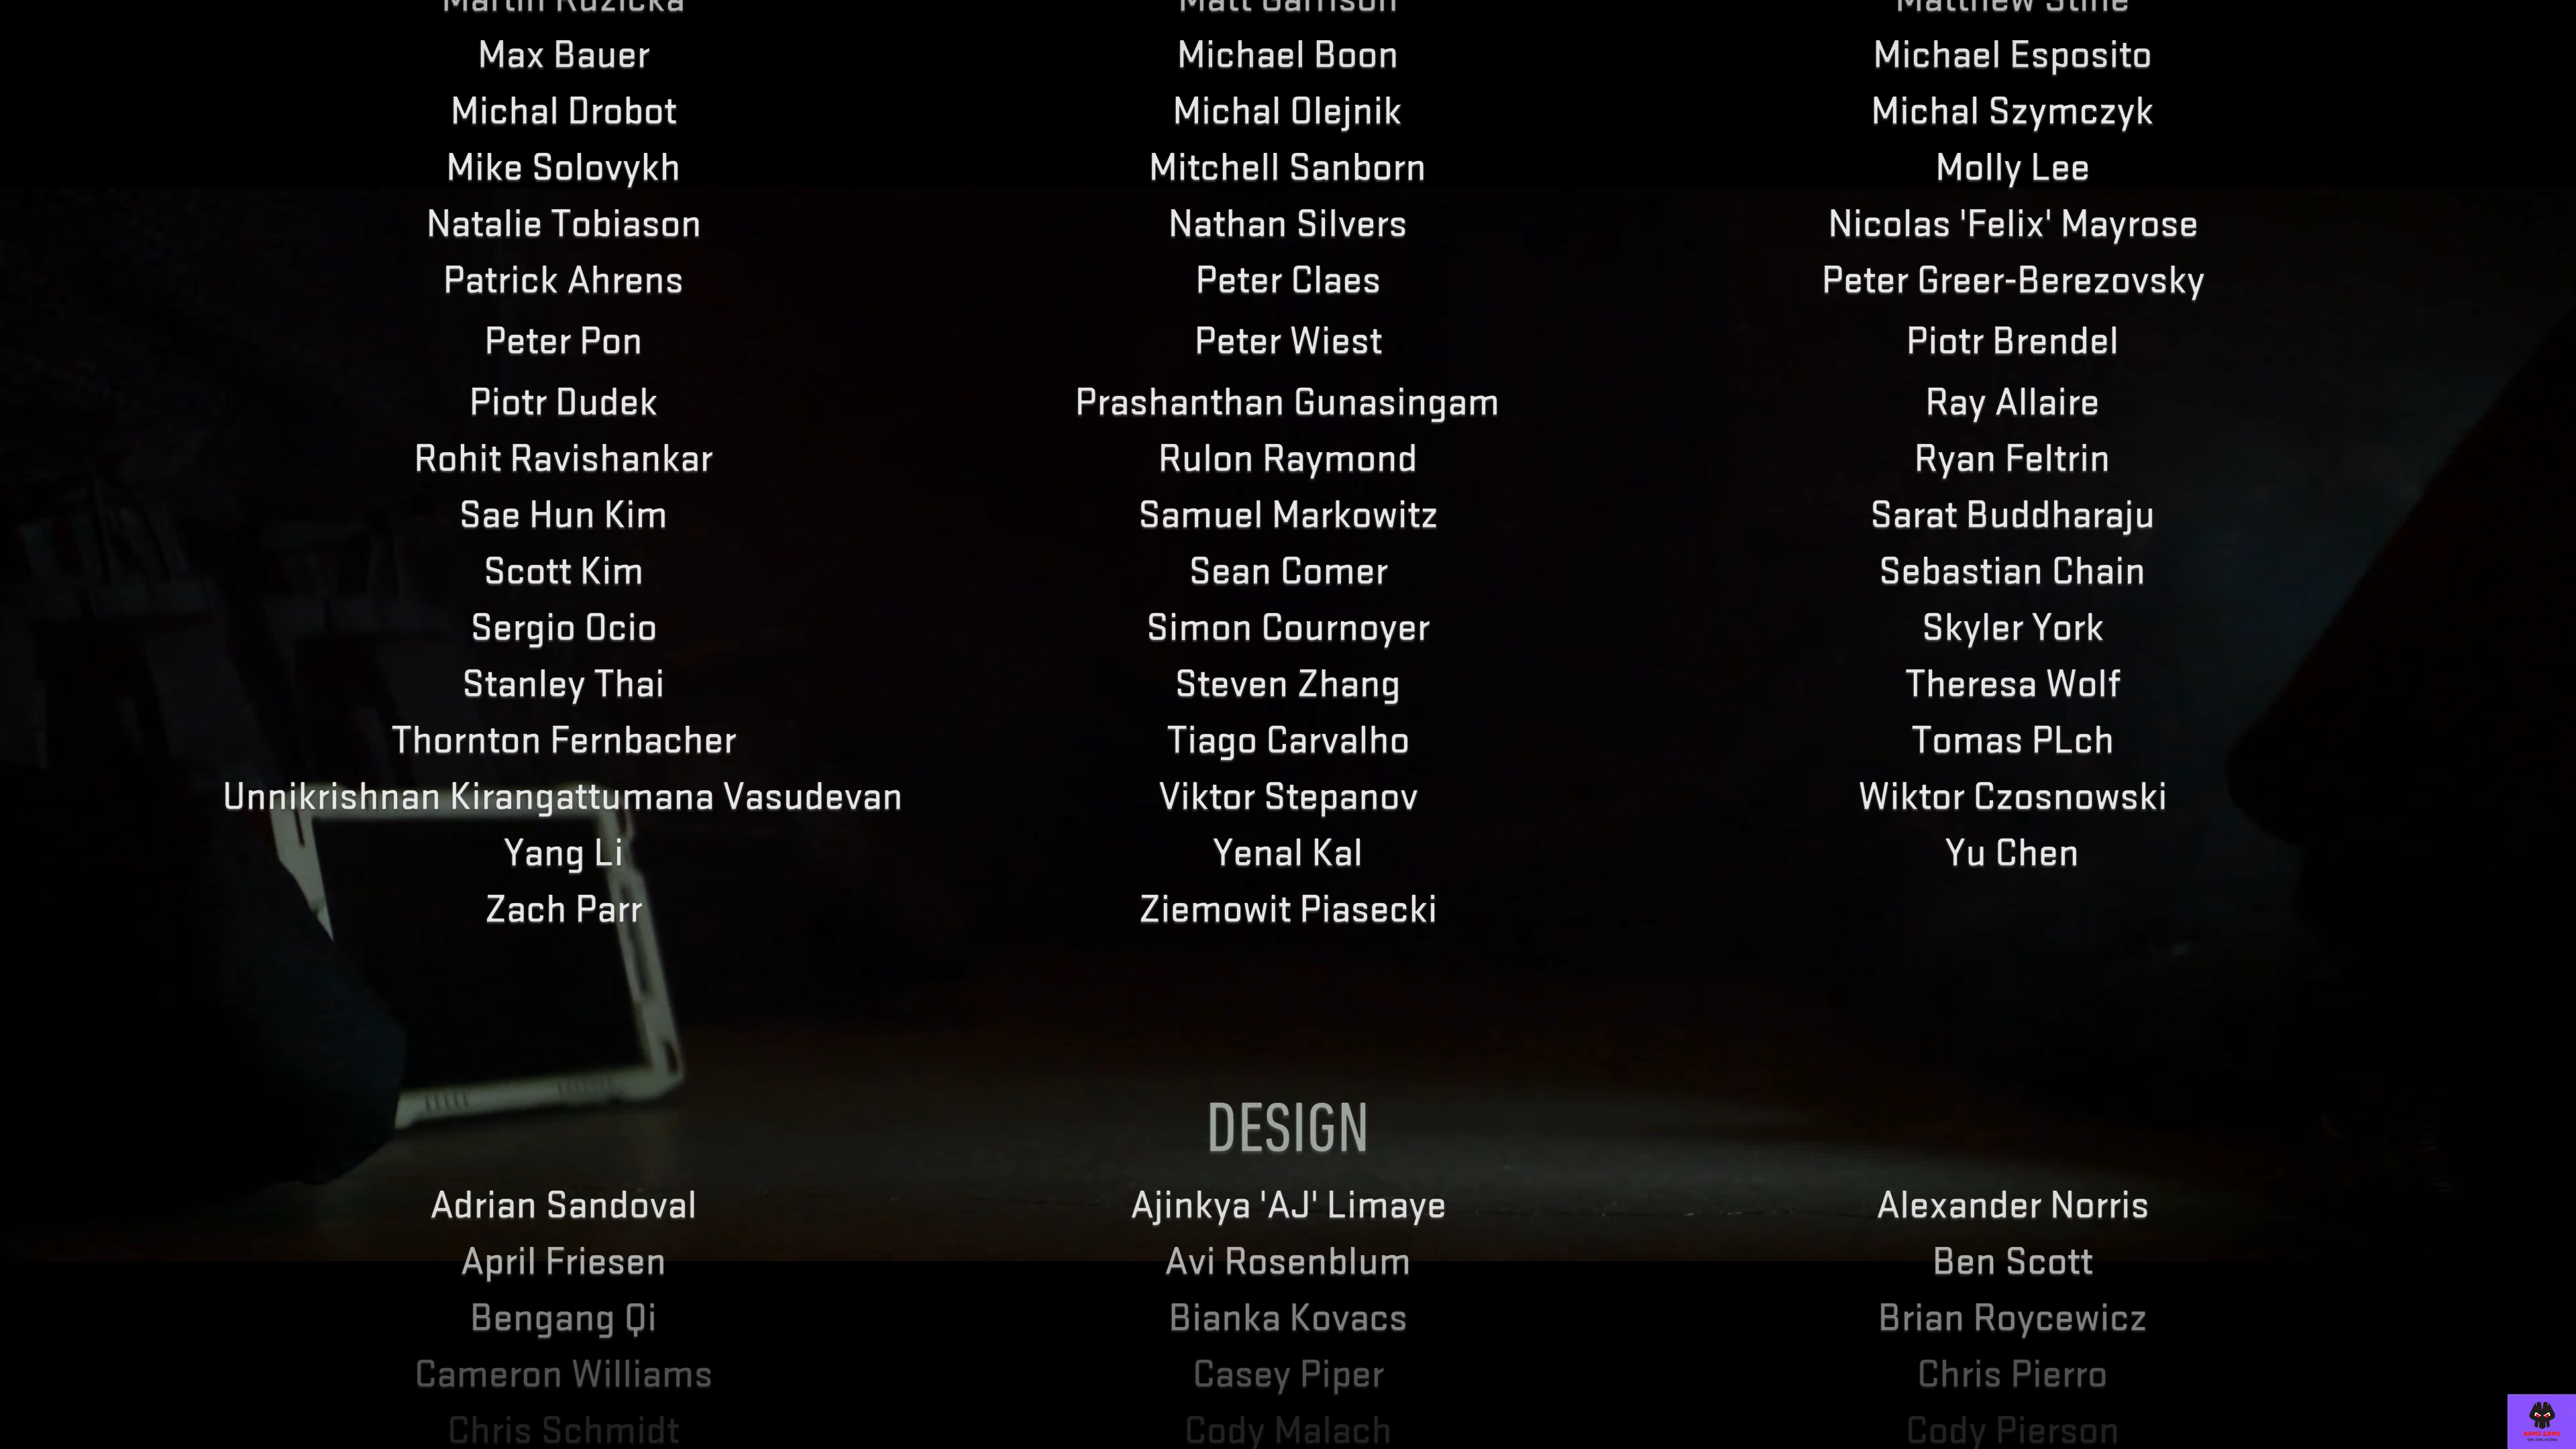 Martin Ruzicka Matt Garrison Matthew Stine
Max Bauer Michael Boon Michael Esposito
Michal Drobot Michal Olejnik Michal Szymczyk
Mike Solovykh Mitchell Sanborn Molly Lee
Natalie Tobiason Nathan Silvers Nicolas 'Felix' Mayrose
Patrick Ahrens Peter Claes Peter Greer-Berezovsky
Peter Pon Peter Wiest Piotr Brendel
Piotr Dudek Prashanthan Gunasingam Ray Allaire
Rohit Ravishankar Rulon Raymond Ryan Feltrin
Sae Hun Kim Samuel Markowitz Sarat Buddharaju
Scott Kim Sean Comer Sebastian Chain
Sergio Ocio Simon Cournoyer Skyler York
Stanley Thai Steven Zhang Theresa Wolf
Thornton Fernbacher Tiago Carvalho Tomas PLch
Unnikrishnan Kirangattumana Vasudevan Viktor Stepanov Wiktor Czosnowski
Yang Li Yenal Kal Yu Chen
Zach Parr Ziemowit Piasecki
DESIGN
Adrian Sandoval Ajinkya 'AJ' Limaye Alexander Norris
April Friesen Avi Rosenblum Ben Scott
Bengang Qi Bianka Kovacs Brian Roycewicz
Cameron Williams Casey Piper Chris Pierro
Chris Schmidt Cody Malach Cody Pierson